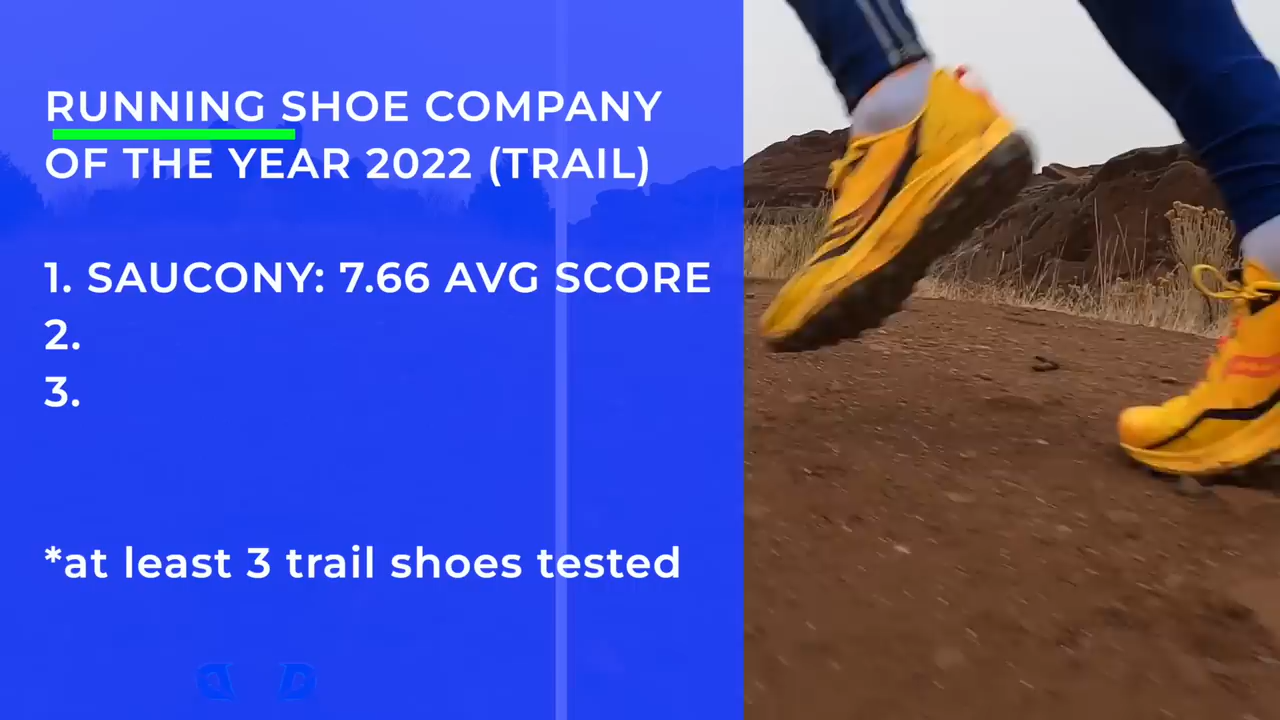 RUNNING SHOE COMPANY
OF THE YEAR 2022 (TRAIL)
1. SAUCONY: 7.66 AVG SCORE
2.
3.
*at least 3 trail shoes tested